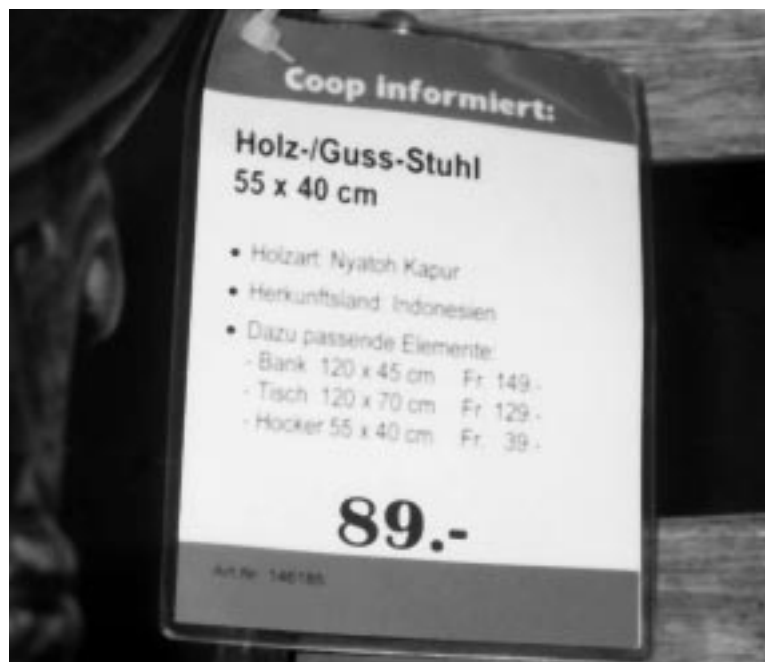 Coop informiert:
Holz-/Guss-Stuhl
55 x 40 cm
• Holzart: Nyatoh Kapur
• Herkunftsland: Indonesien
• Dazu passende Elemente:
- Bank 120 x 45 cm Fr. 149.-
- Tisch 120 x 70 cm Fr. 129.-
- Hocker 55 x 40 cm Fr. 39.-
89.-
Art.Nr. 146185